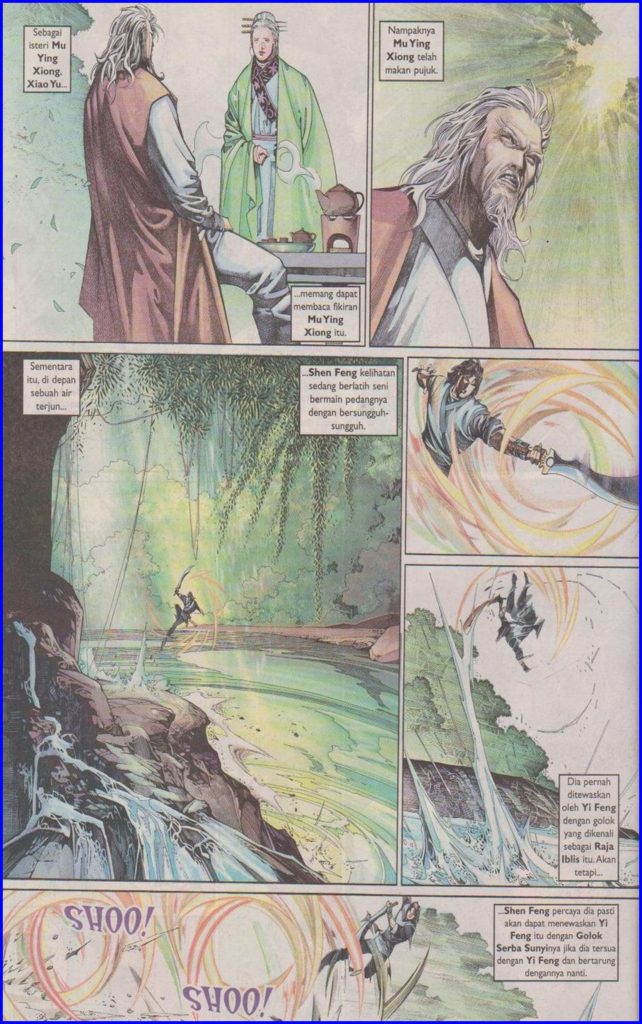 Sebagai
isteri Mu
Ying
Xiong,
Xiao Yu...
...memang dapat
membaca fikiran
Mu Ying
Xiong itu.
Nampaknya
Mu Ying
Xiong telah
makan pujuk.
Sementara
itu, di depan
sebuah air
terjun...
...Shen Feng kelihatan
sedang berlatih seni
bermain pedangnya
dengan bersungguh-
sungguh.
Dia pernah
ditewaskan
oleh Yi Feng
dengan golok
yang dikenali
sebagai Raja
Iblis itu. Akan
tetapi...
SHOO!
SHOO!
...Shen Feng percaya dia pasti
akan dapat menewaskan Yi
Feng itu dengan Golok
Serba Sunyinya jika dia tersua
dengan Yi Feng dan bertarung
dengannya nanti.